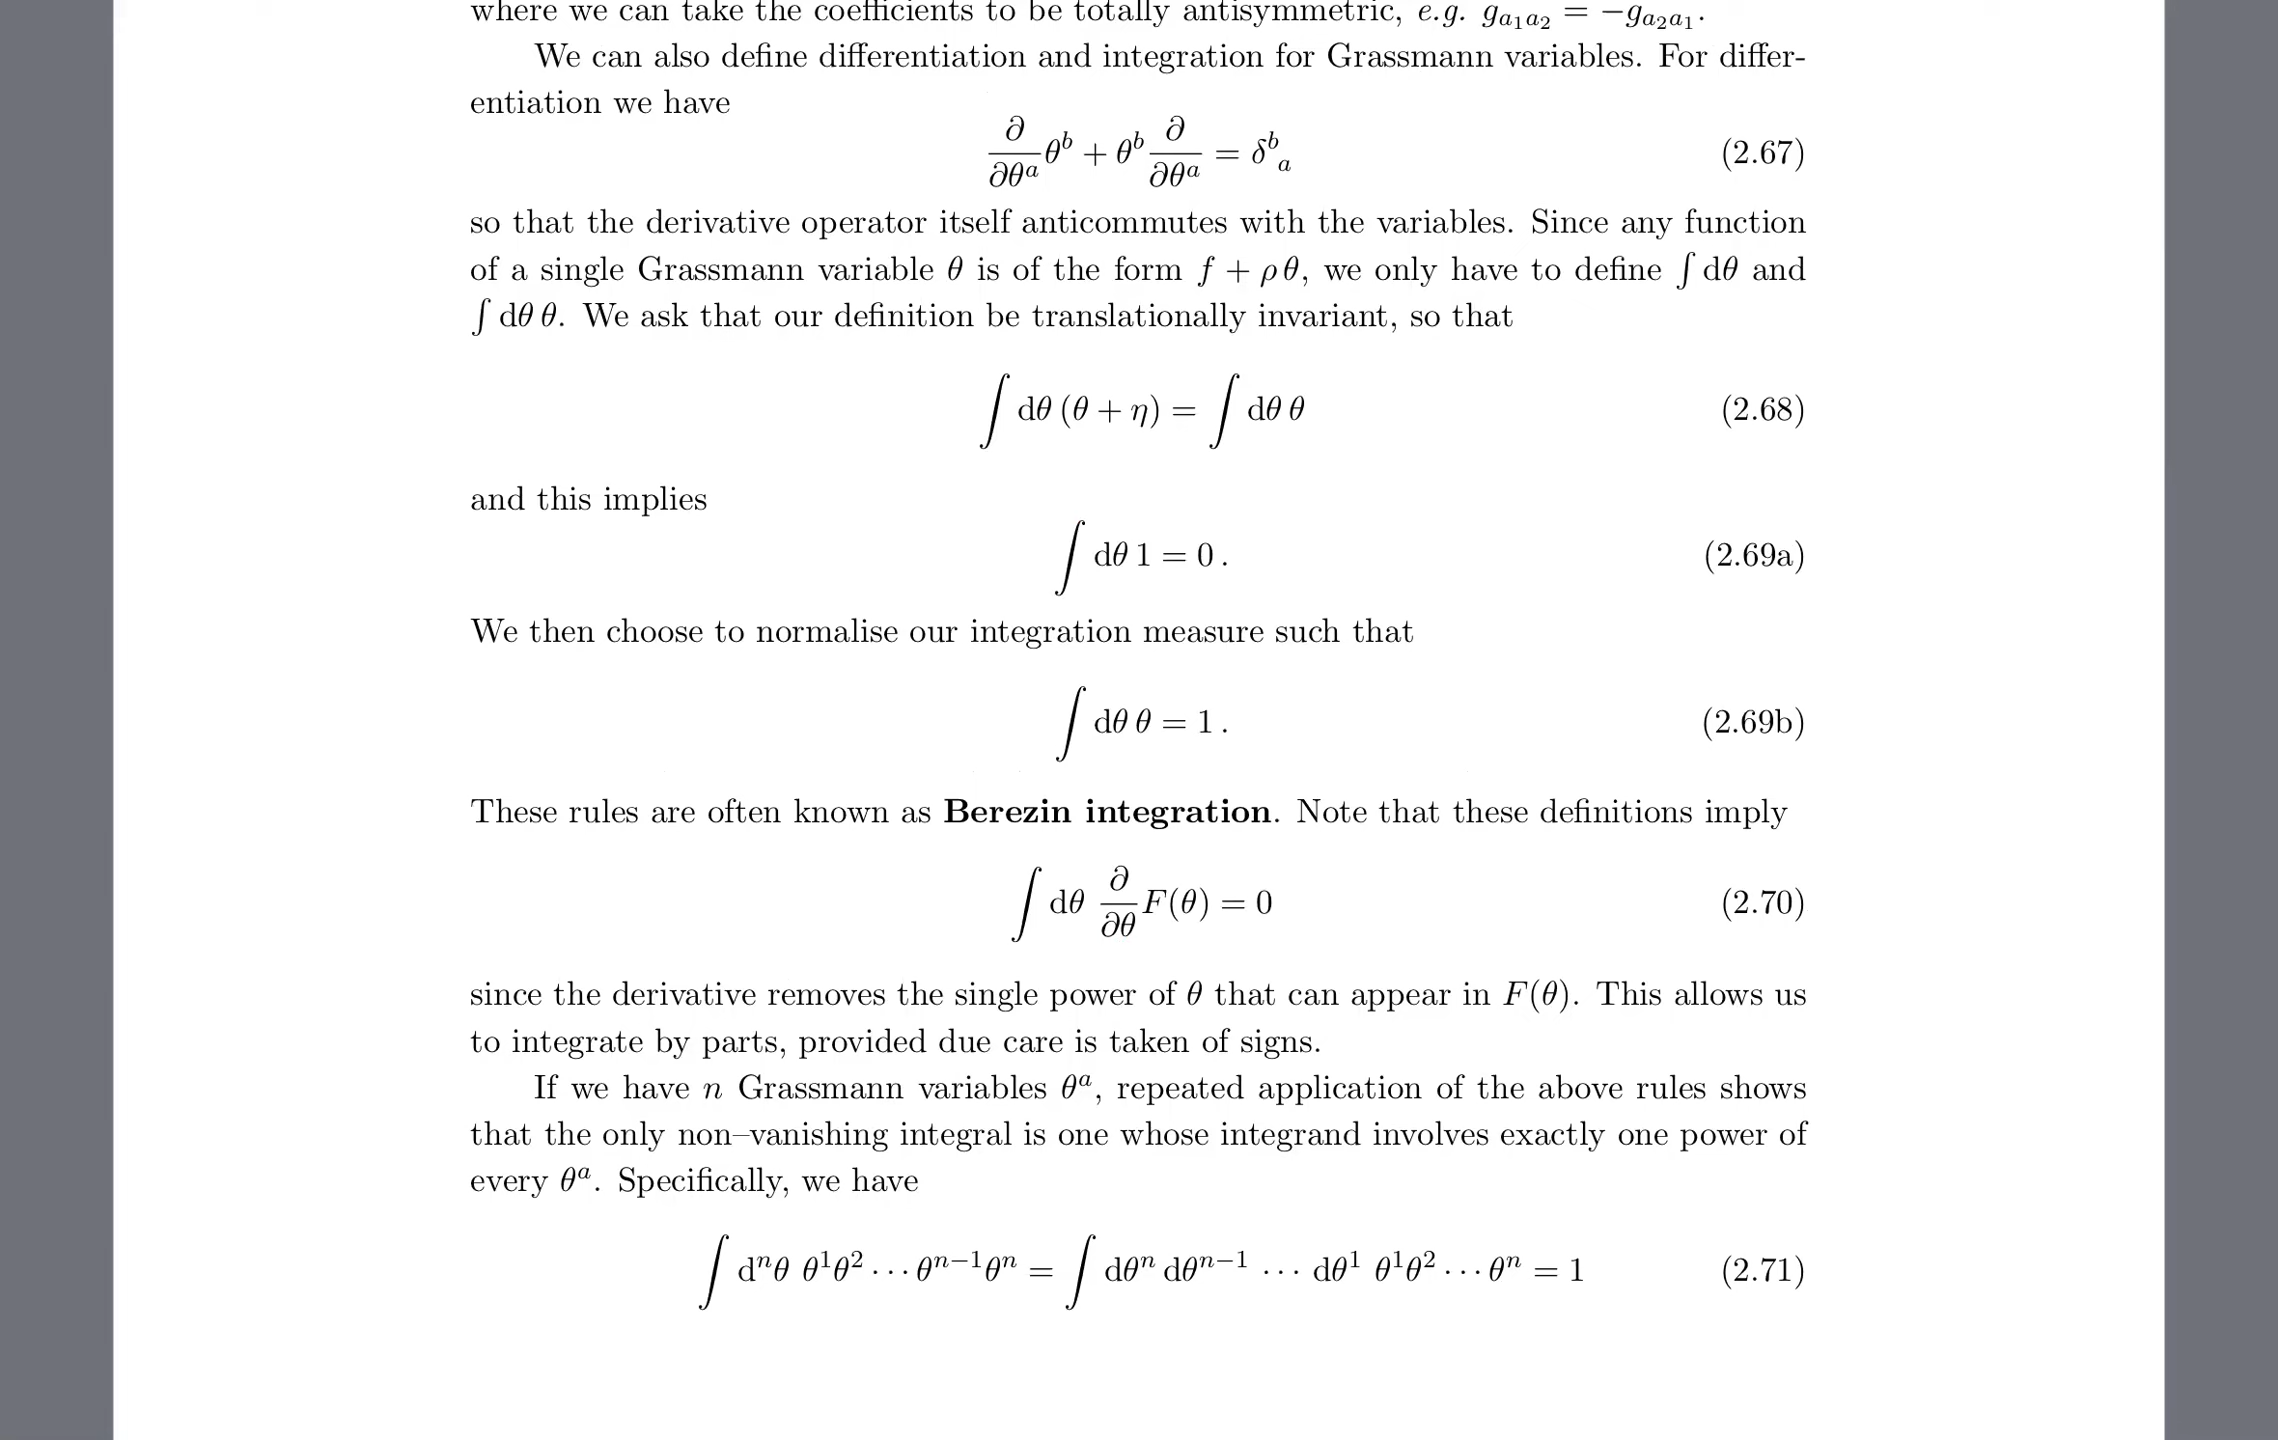 where we can take the coefficients to be totally antisymmetric, e.g. g_{a_1a_2} = −g_{a_2a_1}.
We can also define differentiation and integration for Grassmann variables. For differ-
entiation we have
∂/∂θ^a θ^b + θ^b ∂/∂θ^a = δ^b_a (2.67)
so that the derivative operator itself anticommutes with the variables. Since any function
of a single Grassmann variable θ is of the form f + ρθ, we only have to define ∫ dθ and
∫ dθ θ. We ask that our definition be translationally invariant, so that
∫ dθ (θ + η) = ∫ dθ θ (2.68)
and this implies
∫ dθ 1 = 0 . (2.69a)
We then choose to normalise our integration measure such that
∫ dθ θ = 1 . (2.69b)
These rules are often known as Berezin integration. Note that these definitions imply
∫ dθ ∂/∂θ F(θ) = 0 (2.70)
since the derivative removes the single power of θ that can appear in F(θ). This allows us
to integrate by parts, provided due care is taken of signs.
If we have n Grassmann variables θ^a, repeated application of the above rules shows
that the only non–vanishing integral is one whose integrand involves exactly one power of
every θ^a. Specifically, we have
∫ d^nθ θ^1θ^2 ··· θ^{n−1}θ^n = ∫ dθ^n dθ^{n−1} ··· dθ^1 θ^1θ^2 ··· θ^n = 1 (2.71)